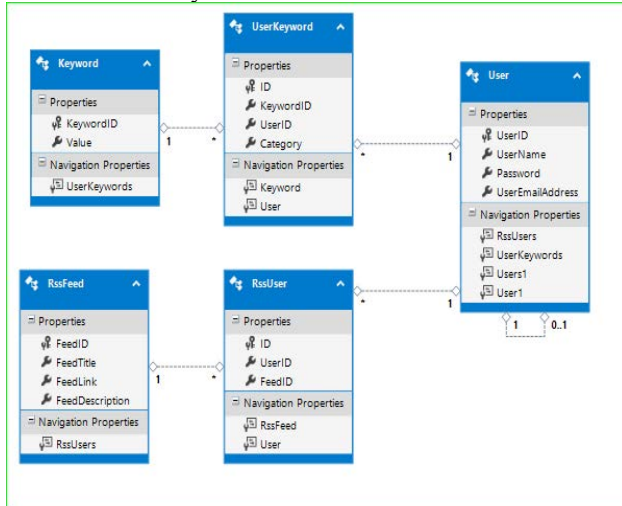 Keyword
Properties
KeywordID
Value
Navigation Properties
UserKeywords
1
*
UserKeyword
Properties
ID
KeywordID
UserID
Category
Navigation Properties
Keyword
User
*
1
User
Properties
UserID
UserName
Password
UserEmailAddress
Navigation Properties
RssUsers
UserKeywords
Users1
User1
1
0..1
RssFeed
Properties
FeedID
FeedTitle
FeedLink
FeedDescription
Navigation Properties
RssUsers
1
*
RssUser
Properties
ID
UserID
FeedID
Navigation Properties
RssFeed
User
*
1